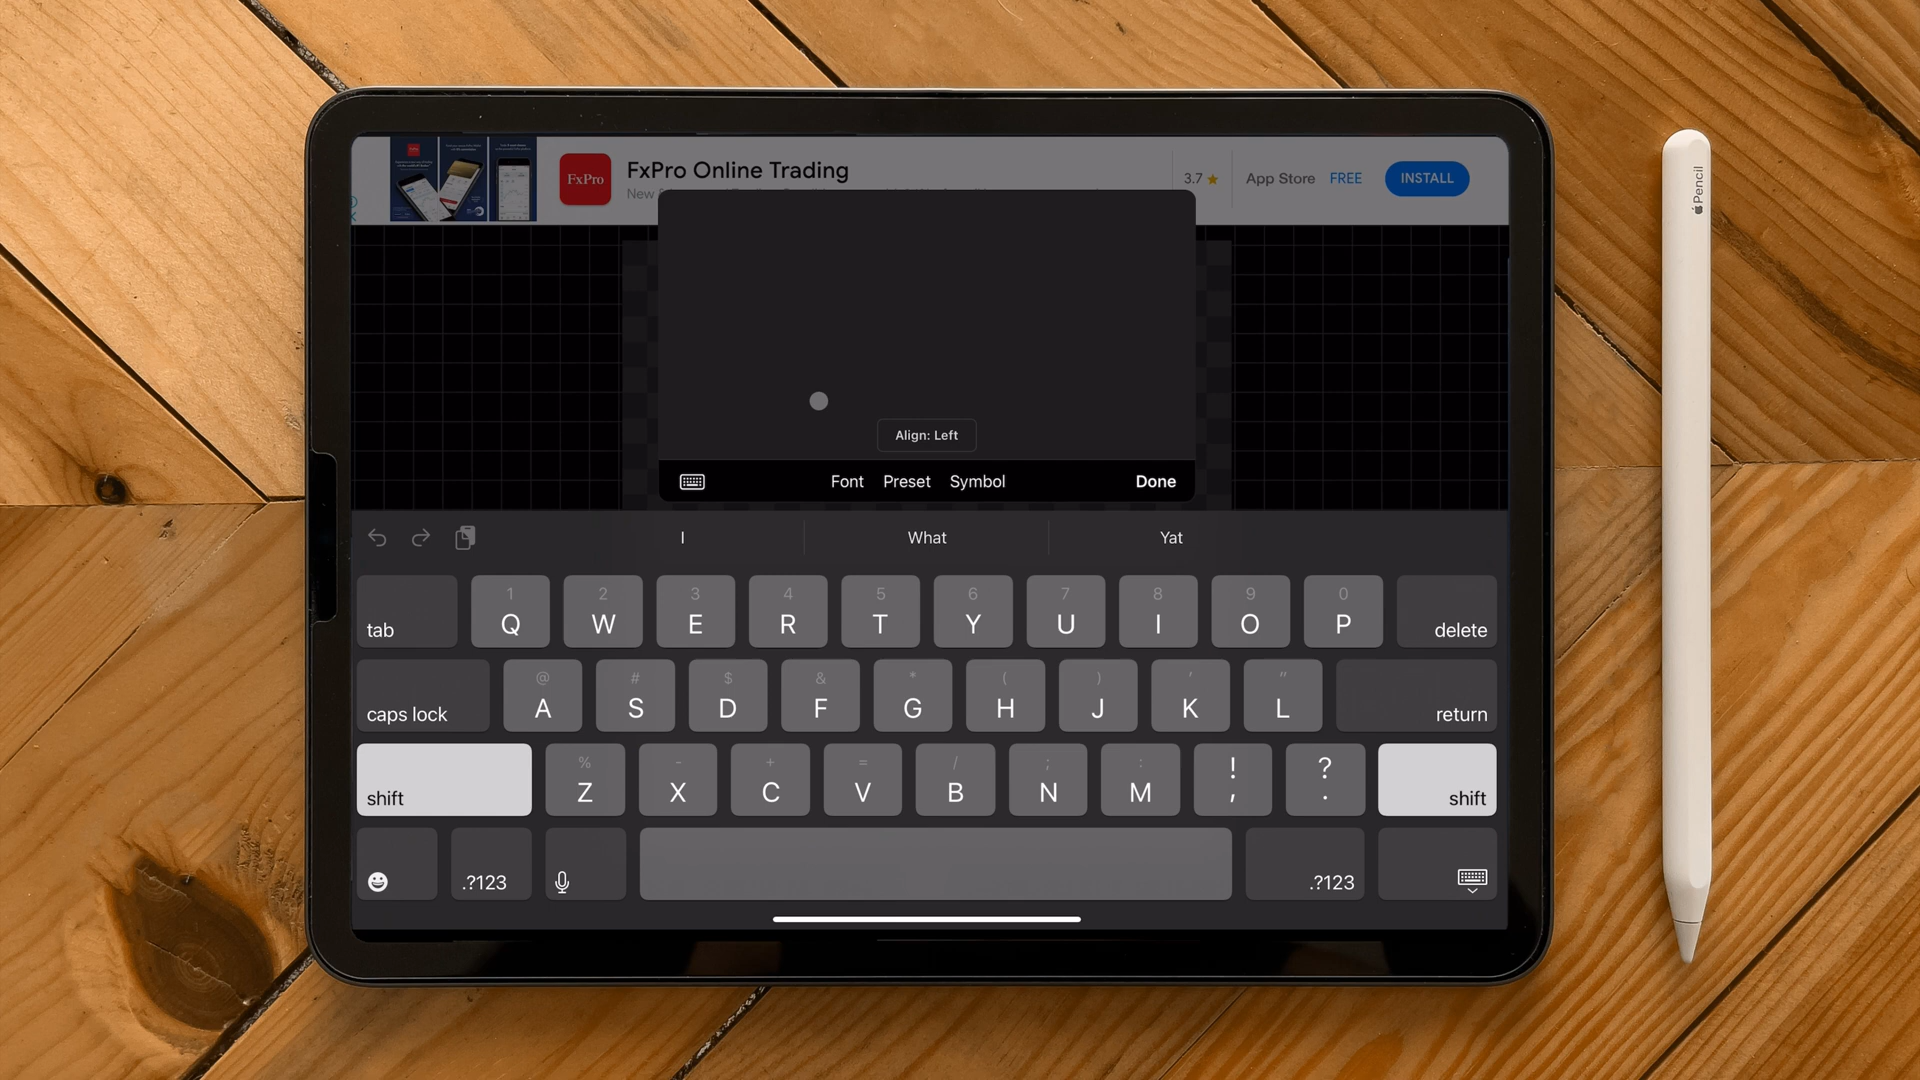 FxPro
FxPro Online Trading
3.7 ★ App Store FREE INSTALL
Align: Left
Font Preset Symbol Done
I What Yat
tab 1 Q 2 W 3 E 4 R 5 T 6 Y 7 U 8 I 9 O 0 P delete
caps lock @ A # S $ D & F * G ( H ) J ' K " L return
shift % Z - X + C = V / B ; N : M ! , ? . shift
.?123 .?123
Pencil